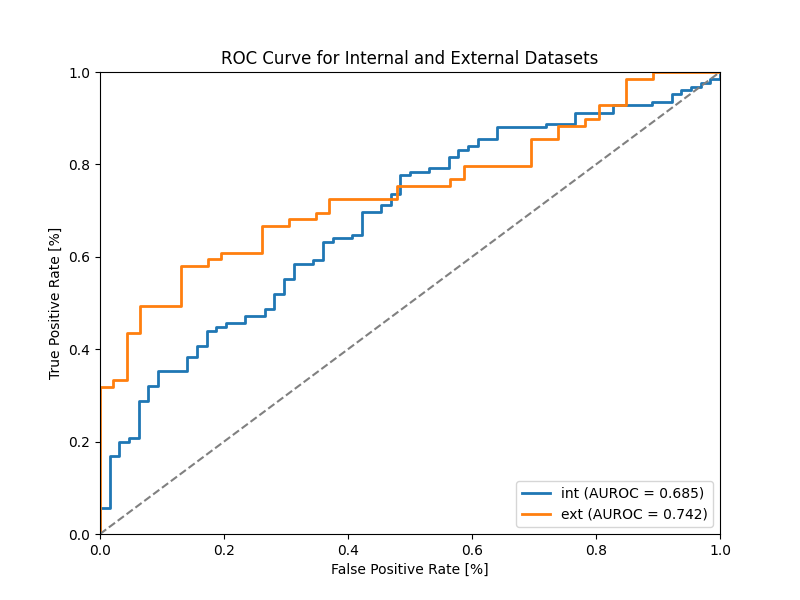 ROC Curve for Internal and External Datasets
True Positive Rate [%]
1.0
0.8
0.6
0.4
0.2
0.0
int (AUROC = 0.685)
ext (AUROC = 0.742)
0.0 0.2 0.4 0.6 0.8 1.0
False Positive Rate [%]